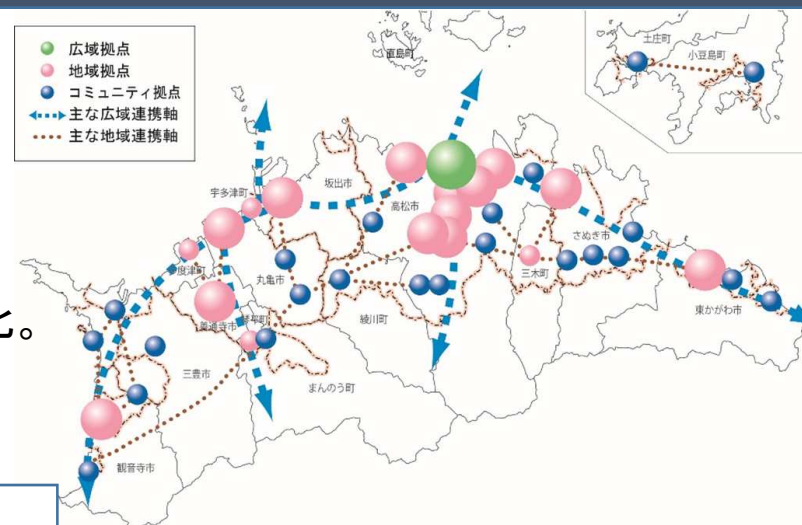 広域拠点
地域拠点
コミュニティ拠点
主な広域連携軸
主な地域連携軸
直島町
土庄町
小豆島町
宇多津町
坂出市
高松市
多度津町
丸亀市
さぬき市
三木町
善通寺市
琴平町
綾川町
東かがわ市
三豊市
まんのう町
観音寺市
化。